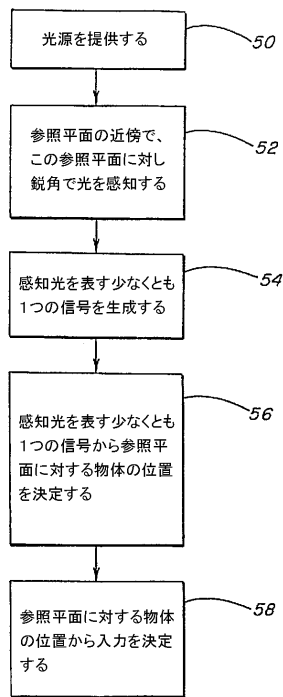 光源を提供する
50
参照平面の近傍で、
この参照平面に対し
鋭角で光を感知する
52
感知光を表す少なくとも
1つの信号を生成する
54
感知光を表す少なくとも
1つの信号から参照平
面に対する物体の位置
を決定する
56
参照平面に対する物体
の位置から入力を決定
する
58